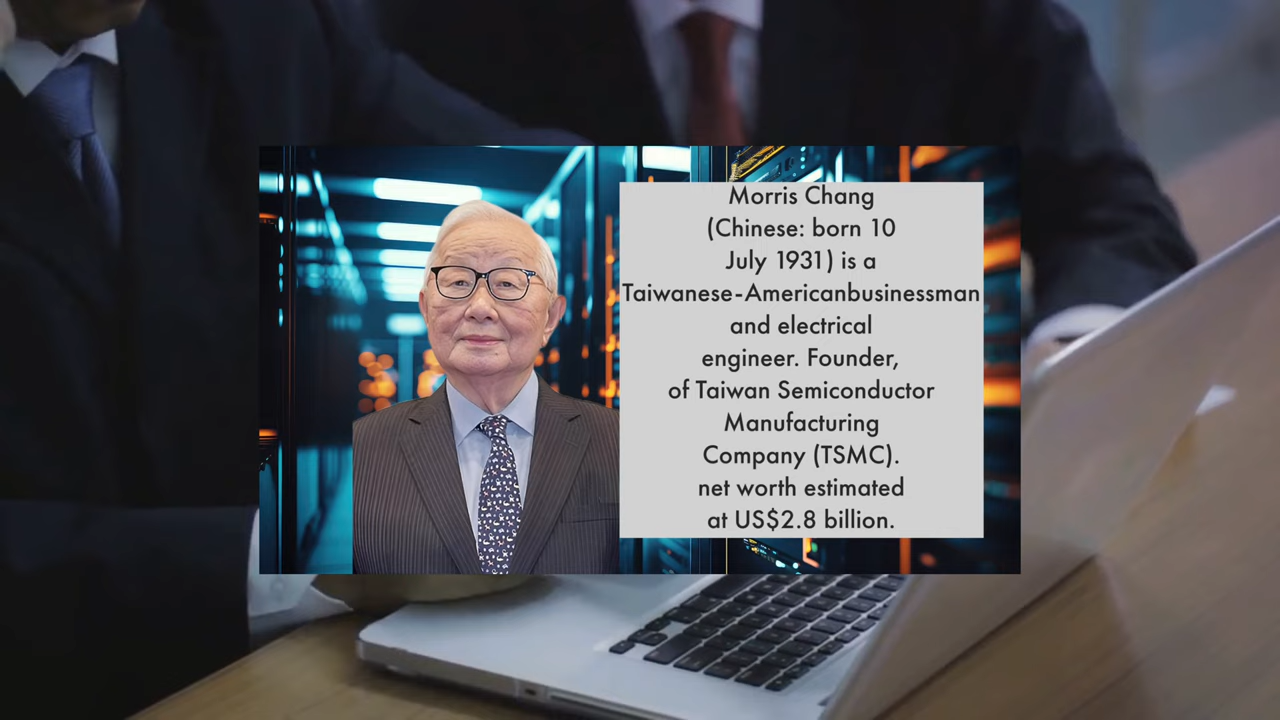 Morris Chang
(Chinese: born 10
July 1931) is a
Taiwanese-Americanbusinessman
and electrical
engineer. Founder,
of Taiwan Semiconductor
Manufacturing
Company (TSMC).
net worth estimated
at US$2.8 billion.